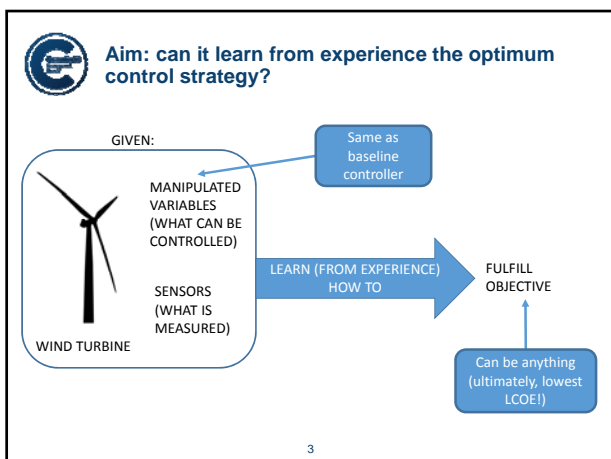 Aim: can it learn from experience the optimum
control strategy?
GIVEN:
Same as
baseline
controller
MANIPULATED
VARIABLES
(WHAT CAN BE
CONTROLLED)
SENSORS
(WHAT IS
MEASURED)
WIND TURBINE
LEARN (FROM EXPERIENCE)
HOW TO
FULFILL
OBJECTIVE
Can be anything
(ultimately, lowest
LCOE!)
3